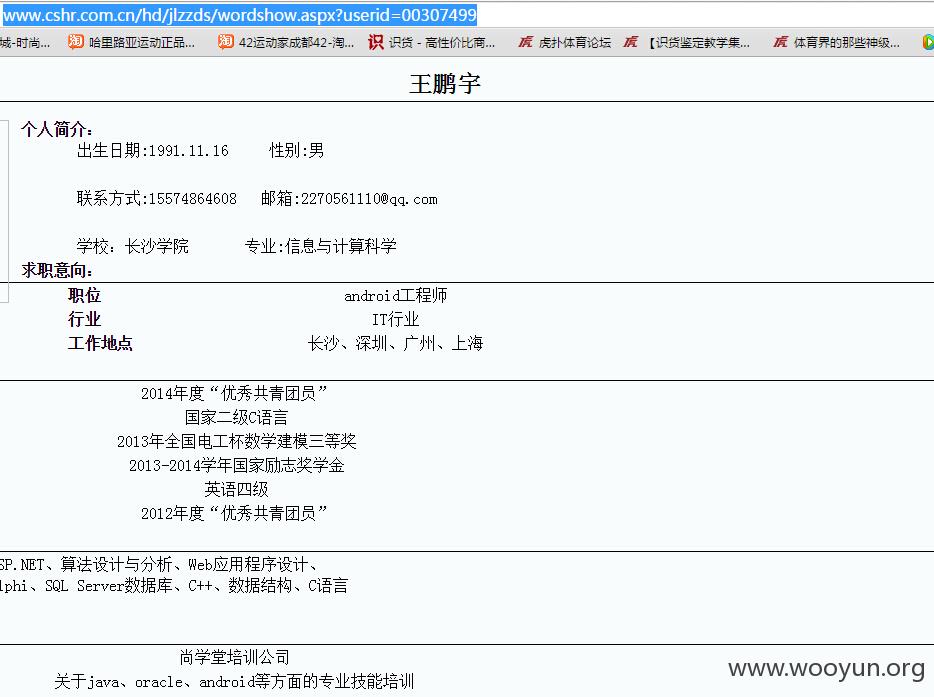 www.cshr.com.cn/hd/jlzzds/wordshow.aspx?userid=00307499
城-时尚... 淘 哈里路亚运动正品... 淘 42运动家成都42-淘... 识 识货 - 高性价比商... 虎 虎扑体育论坛 虎 【识货鉴定教学集... 虎 体育界的那些神级...
王鹏宇
个人简介：
出生日期:1991.11.16 性别:男
联系方式:15574864608 邮箱:2270561110@qq.com
学校：长沙学院 专业:信息与计算科学
求职意向：
职位 android工程师
行业 IT行业
工作地点 长沙、深圳、广州、上海
2014年度“优秀共青团员”
国家二级C语言
2013年全国电工杯数学建模三等奖
2013-2014学年国家励志奖学金
英语四级
2012年度“优秀共青团员”
SP.NET、算法设计与分析、Web应用程序设计、
lphi、SQL Server数据库、C++、数据结构、C语言
尚学堂培训公司
关于java、oracle、android等方面的专业技能培训
www.wooyun.org